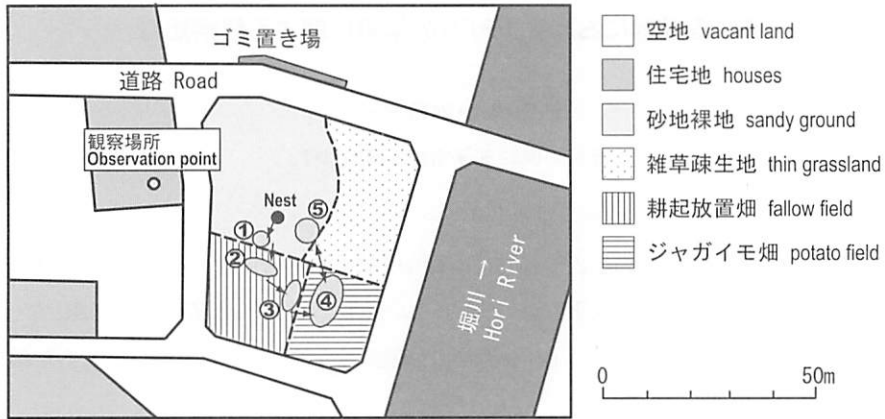 ゴミ置き場
道路 Road
観察場所
Observation point
Nest
①
②
③
④
⑤
堀川 →
Hori River
空地 vacant land
住宅地 houses
砂地裸地 sandy ground
雑草疎生地 thin grassland
耕起放置畑 fallow field
ジャガイモ畑 potato field
0 50m